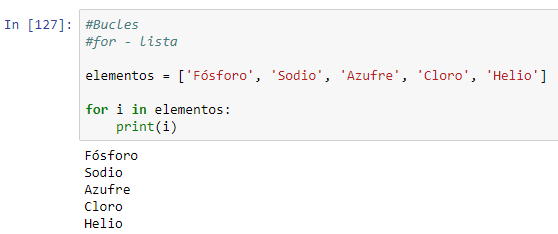 In [127]: #Bucles
#for - lista
elementos = ['Fósforo', 'Sodio', 'Azufre', 'Cloro', 'Helio']
for i in elementos:
    print(i)
Fósforo
Sodio
Azufre
Cloro
Helio